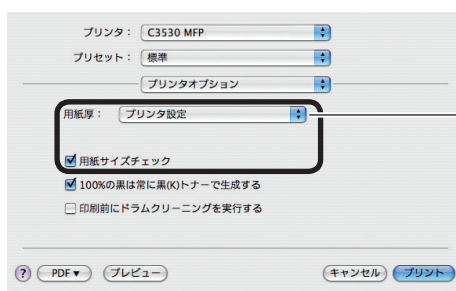 プリンタ： C3530 MFP
プリセット： 標準
プリンタオプション
用紙厚： プリンタ設定
用紙サイズチェック
100%の黒は常に黒(K)トナーで生成する
印刷前にドラムクリーニングを実行する
? PDF▼ プレビュー キャンセル プリント